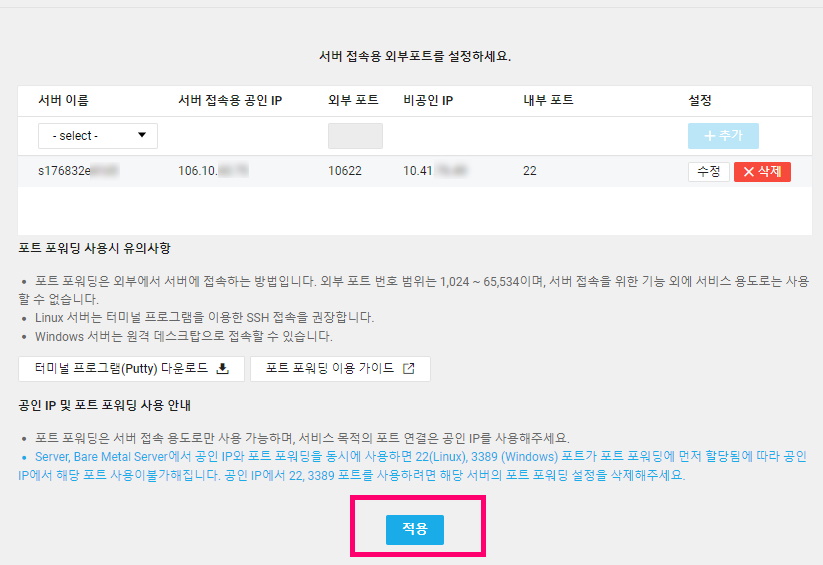 서버 접속용 외부포트를 설정하세요.
서버 이름 서버 접속용 공인 IP 외부 포트 비공인 IP 내부 포트 설정
- select - + 추가
s176832e 106.10. 10622 10.41 22 수정 × 삭제
포트 포워딩 사용시 유의사항
• 포트 포워딩은 외부에서 서버에 접속하는 방법입니다. 외부 포트 번호 범위는 1,024 ~ 65,534이며, 서버 접속을 위한 기능 외에 서비스 용도로는 사용
할 수 없습니다.
• Linux 서버는 터미널 프로그램을 이용한 SSH 접속을 권장합니다.
• Windows 서버는 원격 데스크탑으로 접속할 수 있습니다.
터미널 프로그램(Putty) 다운로드 포트 포워딩 이용 가이드
공인 IP 및 포트 포워딩 사용 안내
• 포트 포워딩은 서버 접속 용도로만 사용 가능하며, 서비스 목적의 포트 연결은 공인 IP를 사용해주세요.
• Server, Bare Metal Server에서 공인 IP와 포트 포워딩을 동시에 사용하면 22(Linux), 3389 (Windows) 포트가 포트 포워딩에 먼저 할당됨에 따라 공인
IP에서 해당 포트 사용이불가해집니다. 공인 IP에서 22, 3389 포트를 사용하려면 해당 서버의 포트 포워딩 설정을 삭제해주세요.
적용